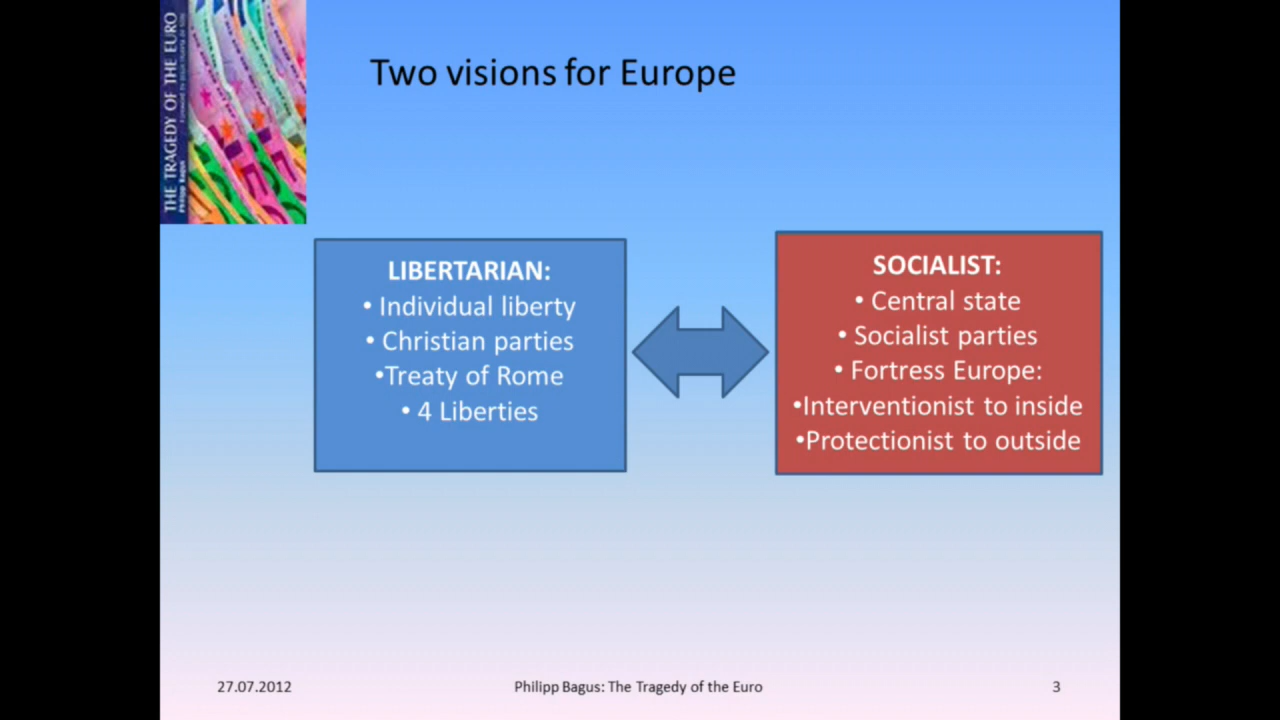 THE TRAGEDY OF THE EURO
Philipp Bagus
Two visions for Europe
LIBERTARIAN:
• Individual liberty
• Christian parties
•Treaty of Rome
• 4 Liberties
SOCIALIST:
• Central state
• Socialist parties
• Fortress Europe:
•Interventionist to inside
•Protectionist to outside
27.07.2012
Philipp Bagus: The Tragedy of the Euro
3